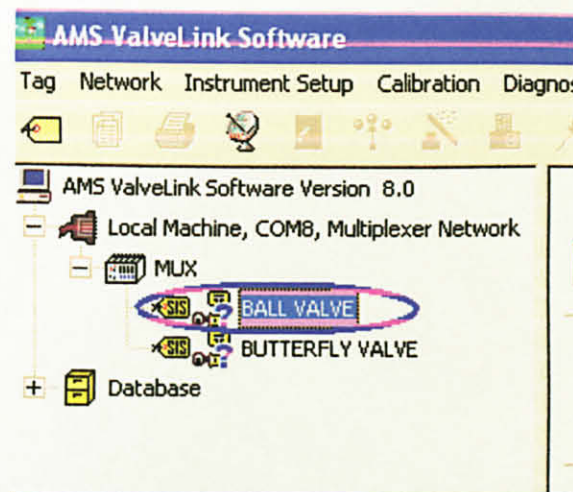 AMS ValveLink Software
Tag Network Instrument Setup Calibration Diagnos
AMS ValveLink Software Version 8.0
Local Machine, COM8, Multiplexer Network
MUX
SIS BALL VALVE
SIS BUTTERFLY VALVE
Database